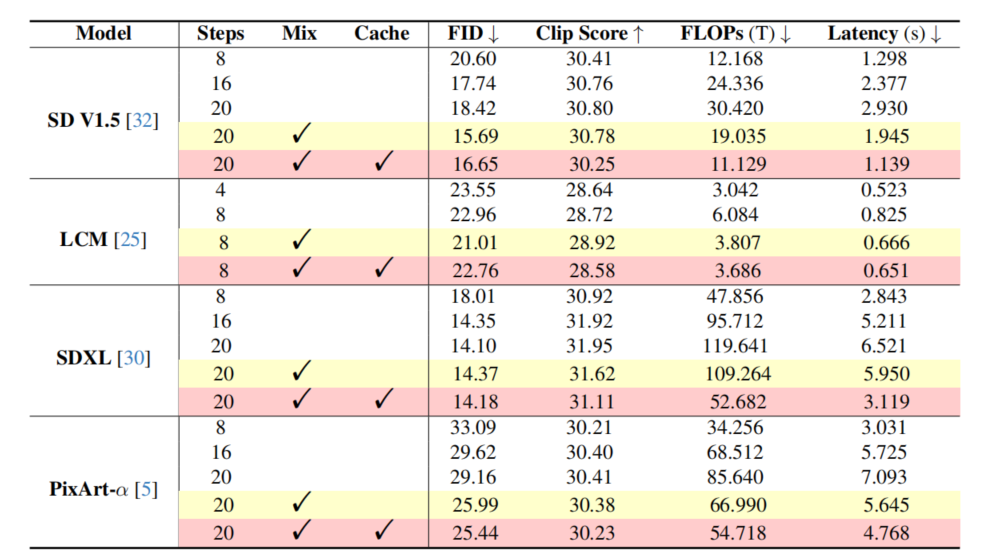 Model Steps Mix Cache FID ↓ Clip Score ↑ FLOPs (T) ↓ Latency (s) ↓
8 20.60 30.41 12.168 1.298
16 17.74 30.76 24.336 2.377
20 18.42 30.80 30.420 2.930
SD V1.5 [32]
20 ✓ 15.69 30.78 19.035 1.945
20 ✓ ✓ 16.65 30.25 11.129 1.139
4 23.55 28.64 3.042 0.523
8 22.96 28.72 6.084 0.825
LCM [25]
8 ✓ 21.01 28.92 3.807 0.666
8 ✓ ✓ 22.76 28.58 3.686 0.651
8 18.01 30.92 47.856 2.843
16 14.35 31.92 95.712 5.211
20 14.10 31.95 119.641 6.521
SDXL [30]
20 ✓ 14.37 31.62 109.264 5.950
20 ✓ ✓ 14.18 31.11 52.682 3.119
8 33.09 30.21 34.256 3.031
16 29.62 30.40 68.512 5.725
20 29.16 30.41 85.640 7.093
PixArt-α [5]
20 ✓ 25.99 30.38 66.990 5.645
20 ✓ ✓ 25.44 30.23 54.718 4.768